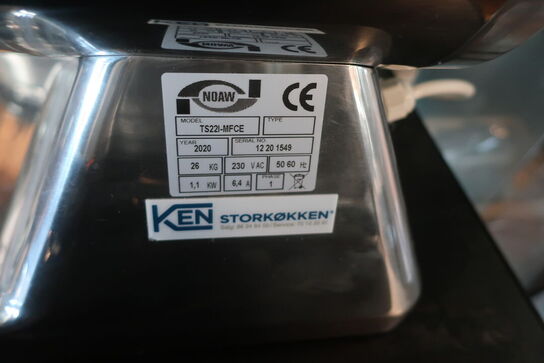 NOAW
CE
MODEL TYPE
TS22I-MFCE
YEAR SERIAL NO
2020 12 20 1549
26 KG 230 V AC 50 60 Hz
1,1 KW 6,4 A PHASE 1
KEN STORKØKKEN